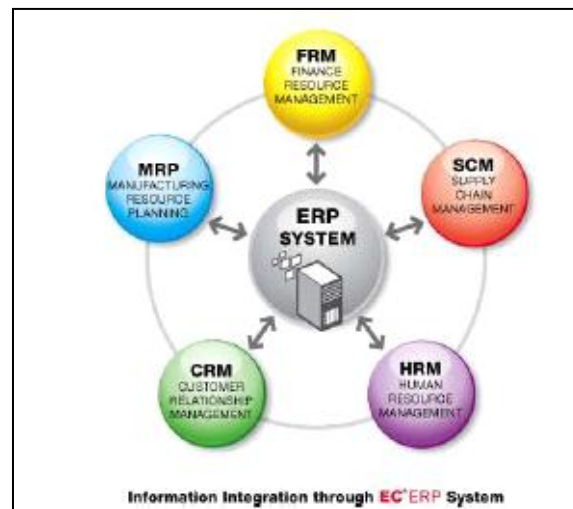 FRM
FINANCE
RESOURCE
MANAGEMENT
MRP
MANUFACTURING
RESOURCE
PLANNING
SCM
SUPPLY
CHAIN
MANAGEMENT
ERP
SYSTEM
CRM
CUSTOMER
RELATIONSHIP
MANAGEMENT
HRM
HUMAN
RESOURCE
MANAGEMENT
Information Integration through EC*ERP System